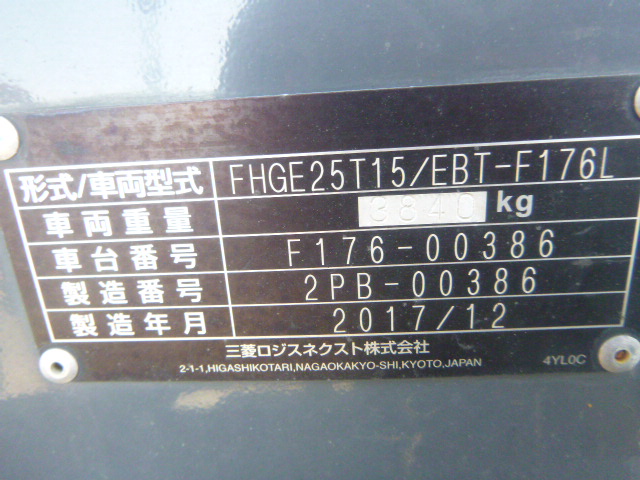 形式/車両型式 FHGE25T15/EBT-F176L
車両重量 3840 kg
車台番号 F176-00386
製造番号 2PB-00386
製造年月 2017/12
三菱ロジスネクスト株式会社
2-1-1,HIGASHIKOTARI,NAGAOKAKYO-SHI,KYOTO,JAPAN 4YL0C